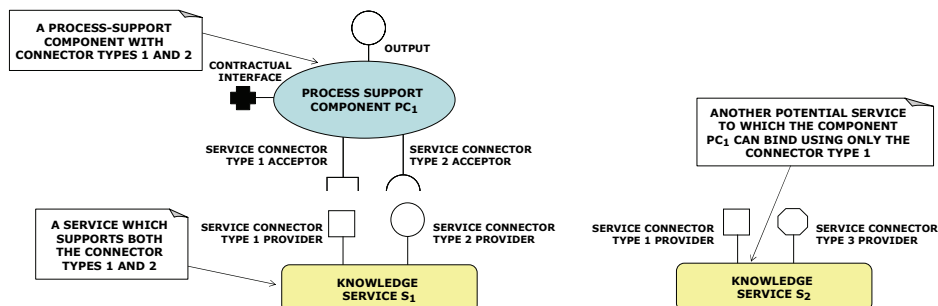 A PROCESS-SUPPORT
COMPONENT WITH
CONNECTOR TYPES 1 AND 2
OUTPUT
CONTRACTUAL
INTERFACE
PROCESS SUPPORT
COMPONENT PC1
SERVICE CONNECTOR
TYPE 1 ACCEPTOR
SERVICE CONNECTOR
TYPE 2 ACCEPTOR
ANOTHER POTENTIAL SERVICE
TO WHICH THE COMPONENT
PC1 CAN BIND USING ONLY THE
CONNECTOR TYPE 1
A SERVICE WHICH
SUPPORTS BOTH
THE CONNECTOR
TYPES 1 AND 2
SERVICE CONNECTOR
TYPE 1 PROVIDER
SERVICE CONNECTOR
TYPE 2 PROVIDER
KNOWLEDGE
SERVICE S1
SERVICE CONNECTOR
TYPE 1 PROVIDER
SERVICE CONNECTOR
TYPE 3 PROVIDER
KNOWLEDGE
SERVICE S2